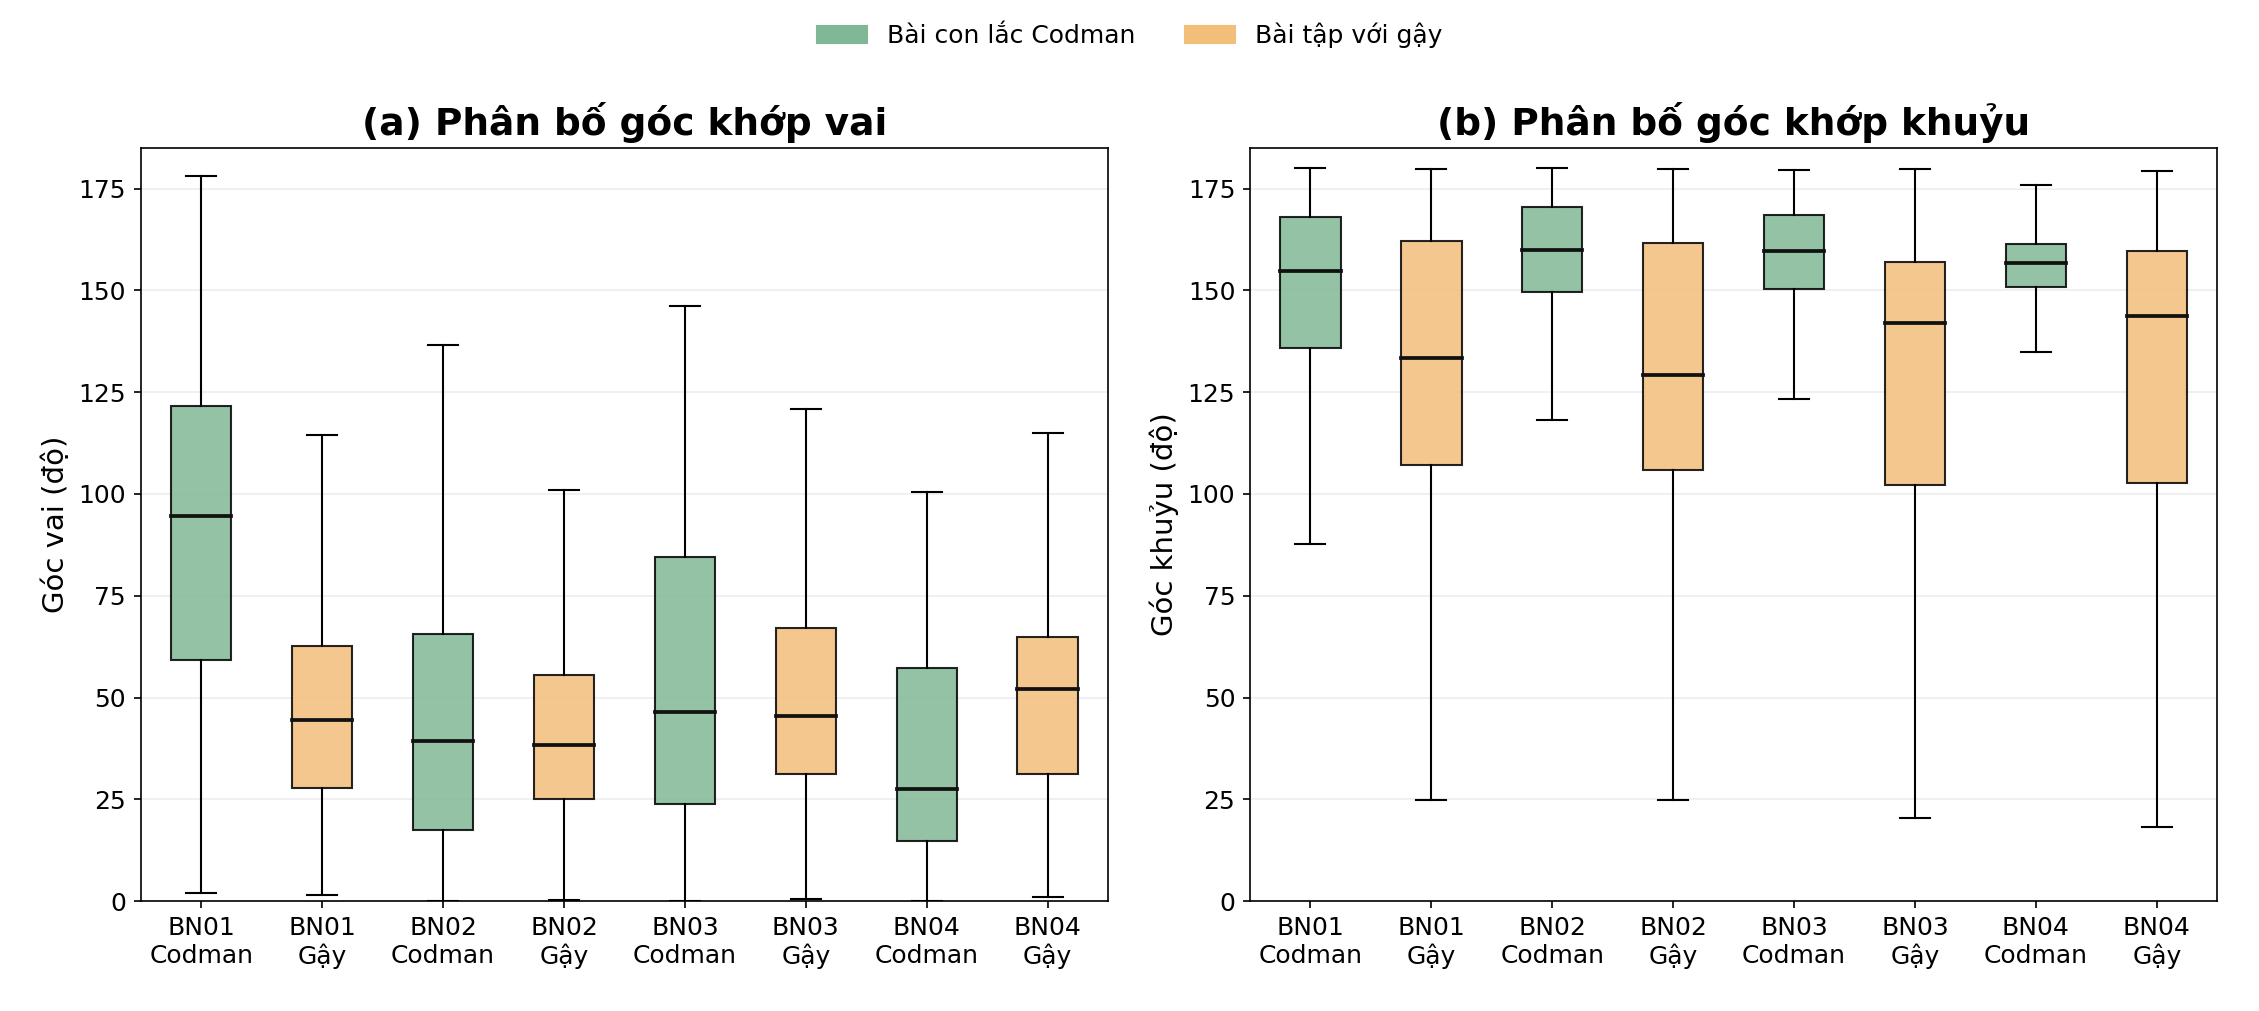 Bài con lắc Codman
Bài tập với gậy
(a) Phân bố góc khớp vai
Góc vai (độ)
175
150
125
100
75
50
25
0
BN01 Codman
BN01 Gậy
BN02 Codman
BN02 Gậy
BN03 Codman
BN03 Gậy
BN04 Codman
BN04 Gậy
(b) Phân bố góc khớp khuỷu
Góc khuỷu (độ)
175
150
125
100
75
50
25
0
BN01 Codman
BN01 Gậy
BN02 Codman
BN02 Gậy
BN03 Codman
BN03 Gậy
BN04 Codman
BN04 Gậy